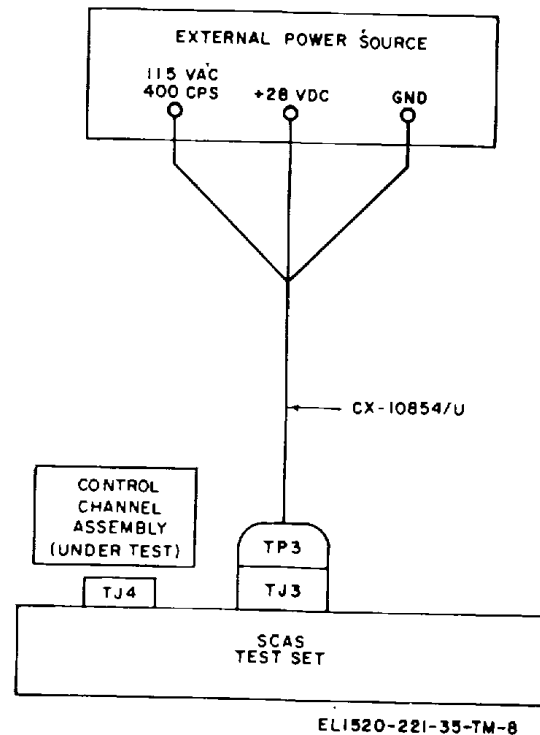 EXTERNAL POWER SOURCE
115 VAC
400 CPS
+28 VDC
GND
CX-10854/U
CONTROL
CHANNEL
ASSEMBLY
(UNDER TEST)
TP3
TJ4
TJ3
SCAS
TEST SET
EL1520-221-35-TM-8